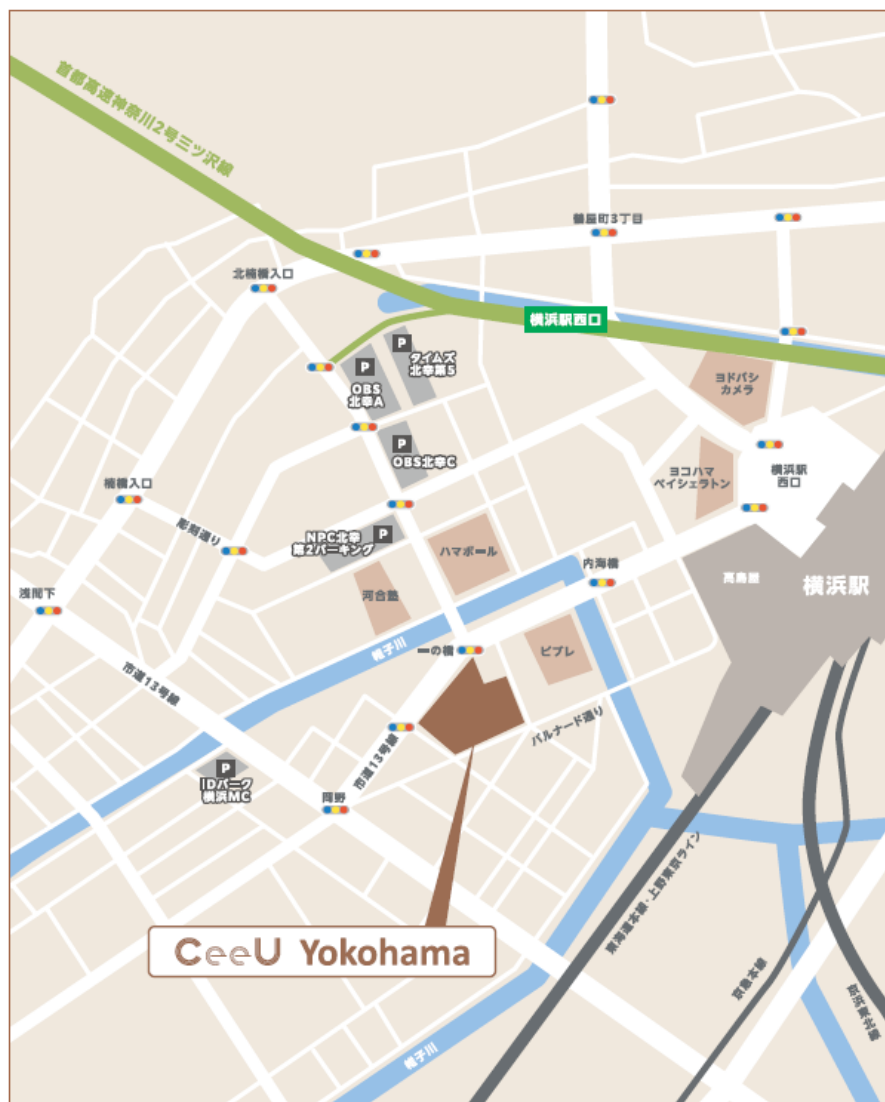 首都高速神奈川2号三ツ沢線
鶴屋町3丁目
北楠橋入口
横浜駅西口
P
タイムズ
北幸第5
P
OBS
北幸A
ヨドバシ
カメラ
P
OBS北幸C
ヨコハマ
ベイシェラトン
横浜駅
西口
楠橋入口
彫刻通り
NPC北幸
第2パーキング
P
ハマボール
内海橋
高島屋
横浜駅
浅間下
河合塾
帷子川
一の橋
ビブレ
市道13号線
パルナード通り
市道13号線
P
IDパーク
横浜MC
岡野
東海道本線・上野東京ライン
CeeU Yokohama
京急本線
京浜東北線
帷子川